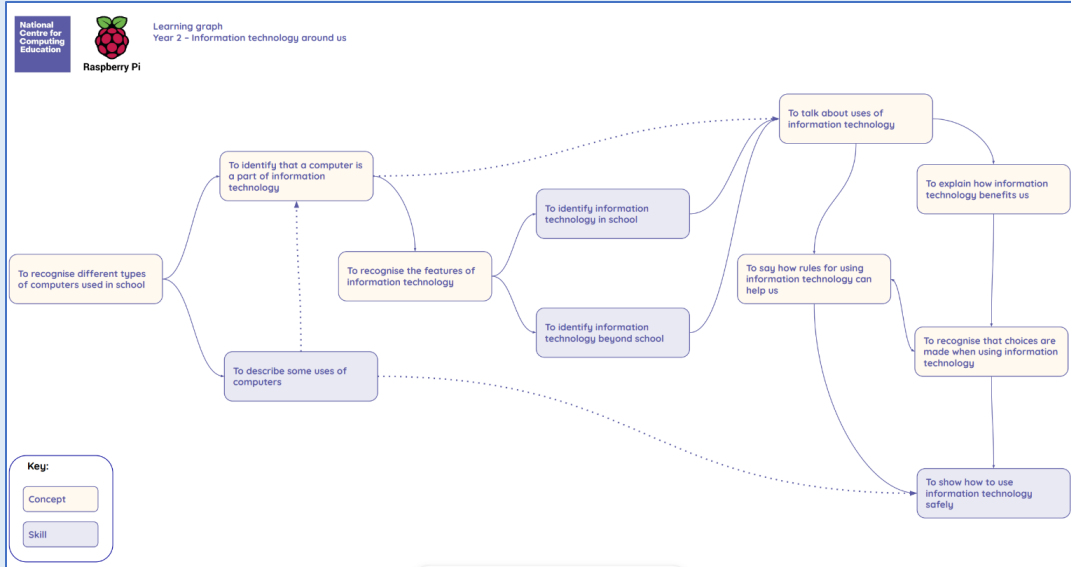 National
Centre for
Computing
Education
Raspberry Pi
Learning graph
Year 2 – Information technology around us
To talk about uses of
information technology
To identify that a computer is
a part of information
technology
To explain how information
technology benefits us
To identify information
technology in school
To recognise different types
of computers used in school
To recognise the features of
information technology
To say how rules for using
information technology can
help us
To identify information
technology beyond school
To recognise that choices are
made when using information
technology
To describe some uses of
computers
To show how to use
information technology
safely
Key:
Concept
Skill